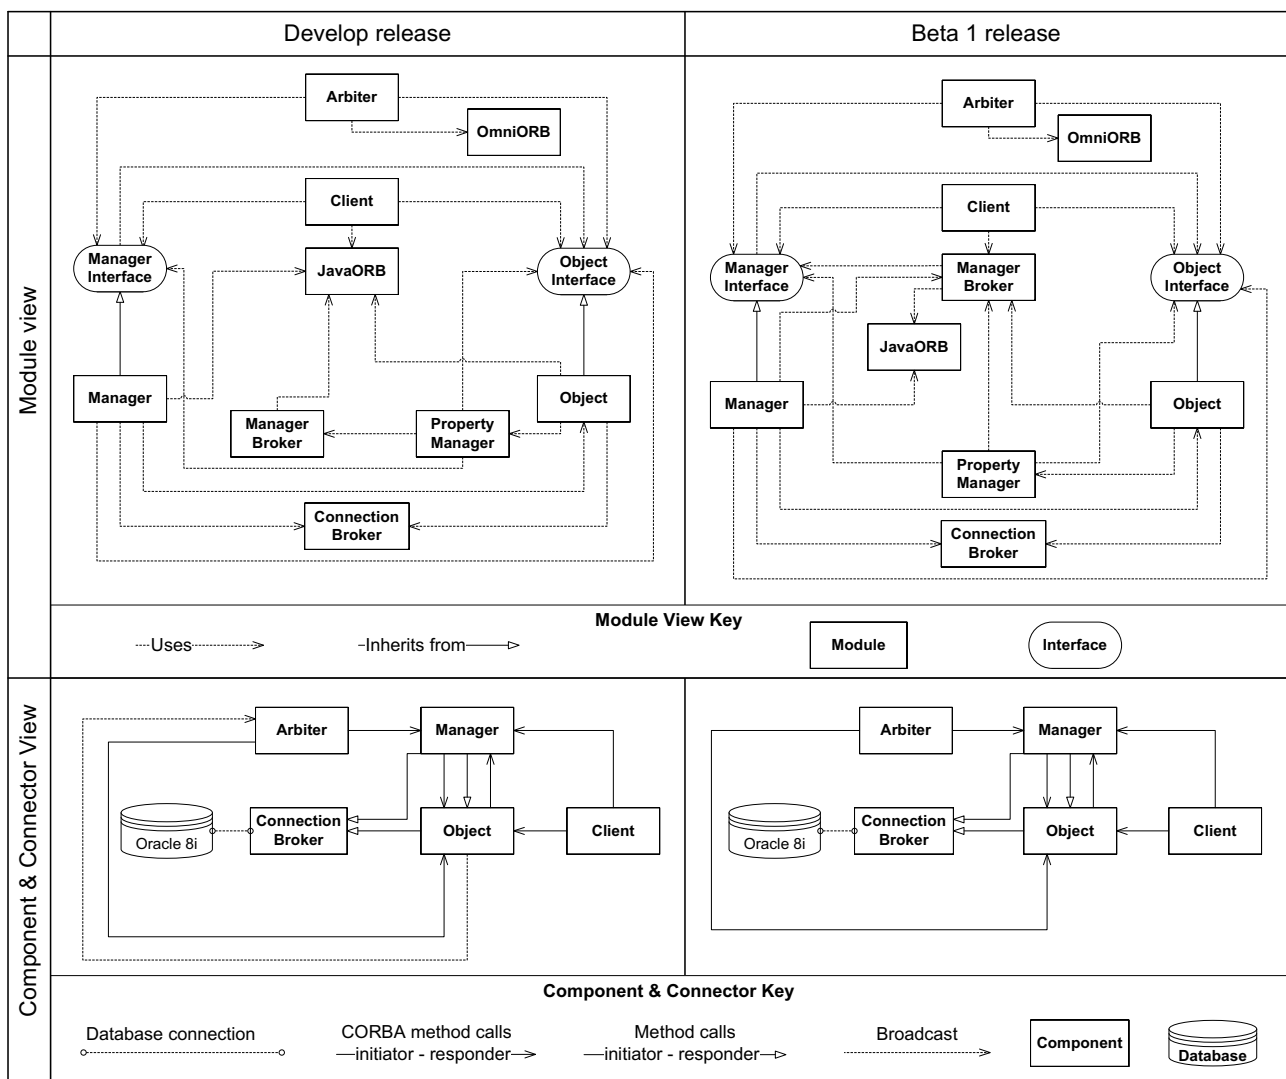 Develop release
Beta 1 release
Module view
Arbiter
OmniORB
Client
Manager
Interface
JavaORB
Object
Interface
Manager
Manager
Broker
Property
Manager
Object
Connection
Broker
Arbiter
OmniORB
Client
Manager
Interface
Manager
Broker
Object
Interface
JavaORB
Manager
Object
Property
Manager
Connection
Broker
Module View Key
Uses
Inherits from
Module
Interface
Component & Connector View
Arbiter
Manager
Oracle 8i
Connection
Broker
Object
Client
Arbiter
Manager
Oracle 8i
Connection
Broker
Object
Client
Component & Connector Key
Database connection
CORBA method calls
initiator - responder
Method calls
initiator - responder
Broadcast
Component
Database